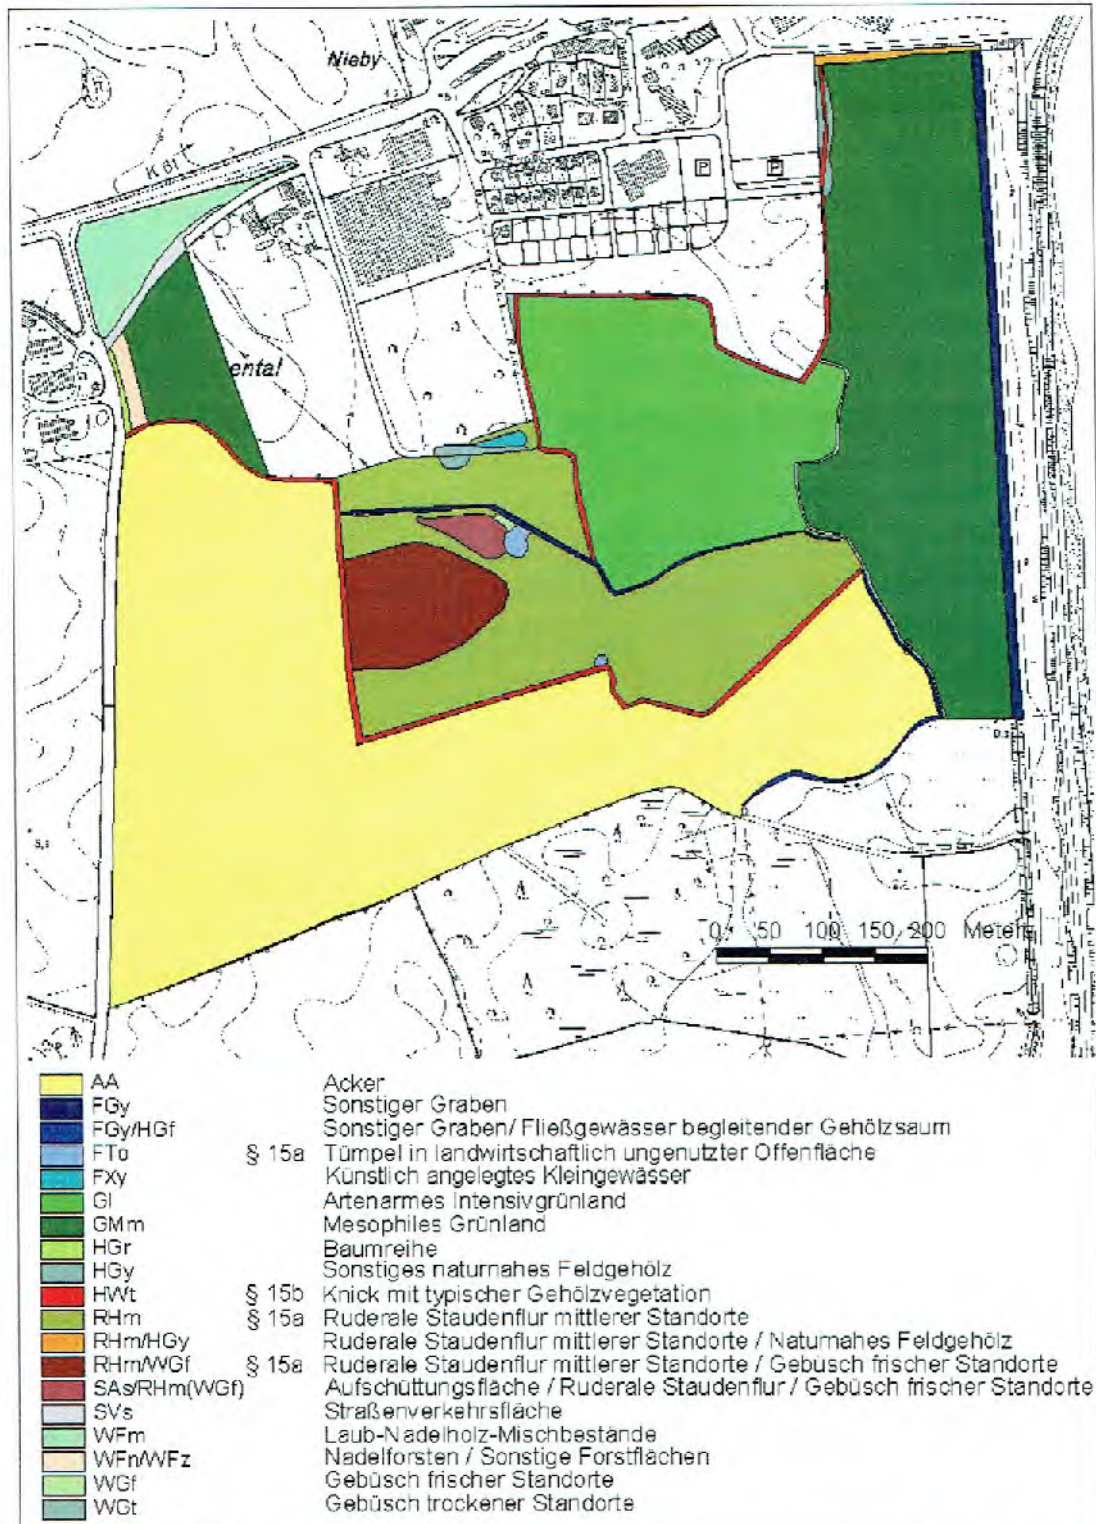 Nieby
K 81
P
P
ental
0 50 100 150 200 Meters
AA Acker
FGy Sonstiger Graben
FGy/HGf Sonstiger Graben/ Fließgewässer begleitender Gehölzsaum
FTo § 15a Tümpel in landwirtschaftlich ungenutzter Offenfläche
FXy Künstlich angelegtes Kleingewässer
GI Artenarmes Intensivgrünland
GMm Mesophiles Grünland
HGr Baumreihe
HGy Sonstiges naturnahes Feldgehölz
HWt § 15b Knick mit typischer Gehölzvegetation
RHm § 15a Ruderale Staudenflur mittlerer Standorte
RHm/HGy Ruderale Staudenflur mittlerer Standorte / Naturnahes Feldgehölz
RHm/WGf § 15a Ruderale Staudenflur mittlerer Standorte / Gebüsch frischer Standorte
SAs/RHm(WGf) Aufschüttungsfläche / Ruderale Staudenflur / Gebüsch frischer Standorte
SVs Straßenverkehrsfläche
WFm Laub-Nadelholz-Mischbestände
WFn/WFz Nadelforsten / Sonstige Forstflächen
WGf Gebüsch frischer Standorte
WGt Gebüsch trockener Standorte